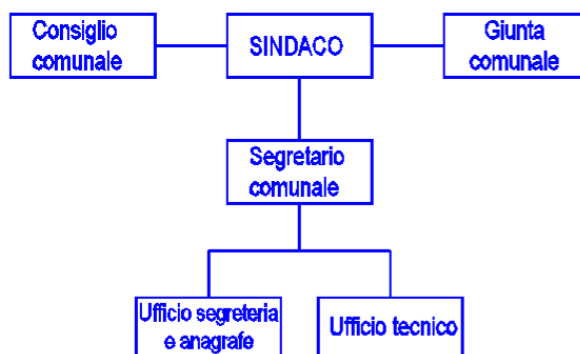 Consiglio
comunale
SINDACO
Giunta
comunale
Segretario
comunale
Ufficio segreteria
e anagrafe
Ufficio tecnico